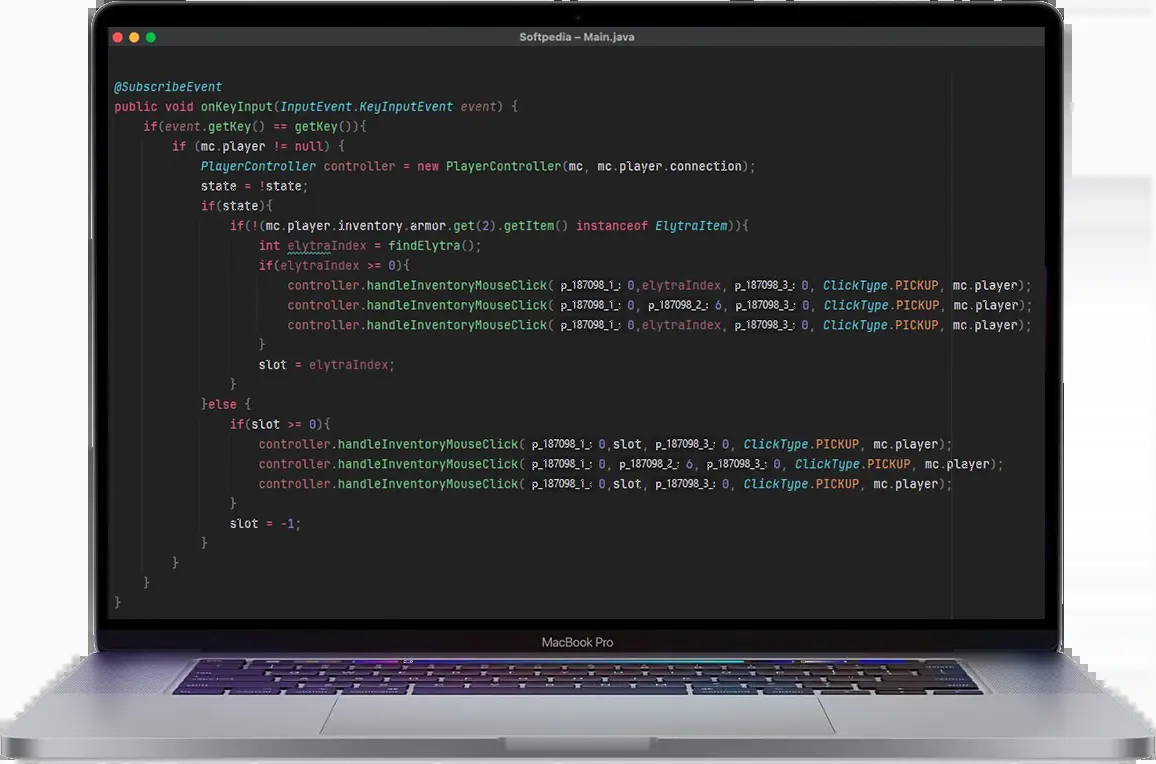 Softpedia – Main.java
@SubscribeEvent
public void onKeyInput(InputEvent.KeyInputEvent event) {
if(event.getKey() == getKey()){
if (mc.player != null) {
PlayerController controller = new PlayerController(mc, mc.player.connection);
state = !state;
if(state){
if(!(mc.player.inventory.armor.get(2).getItem() instanceof ElytraItem)){
int elytraIndex = findElytra();
if(elytraIndex >= 0){
controller.handleInventoryMouseClick( p_187098_1_: 0,elytraIndex, p_187098_3_: 0, ClickType.PICKUP, mc.player);
controller.handleInventoryMouseClick( p_187098_1_: 0, p_187098_2_: 6, p_187098_3_: 0, ClickType.PICKUP, mc.player);
controller.handleInventoryMouseClick( p_187098_1_: 0,elytraIndex, p_187098_3_: 0, ClickType.PICKUP, mc.player);
}
slot = elytraIndex;
}
}else {
if(slot >= 0){
controller.handleInventoryMouseClick( p_187098_1_: 0,slot, p_187098_3_: 0, ClickType.PICKUP, mc.player);
controller.handleInventoryMouseClick( p_187098_1_: 0, p_187098_2_: 6, p_187098_3_: 0, ClickType.PICKUP, mc.player);
controller.handleInventoryMouseClick( p_187098_1_: 0,slot, p_187098_3_: 0, ClickType.PICKUP, mc.player);
}
slot = -1;
}
}
}
}
MacBook Pro